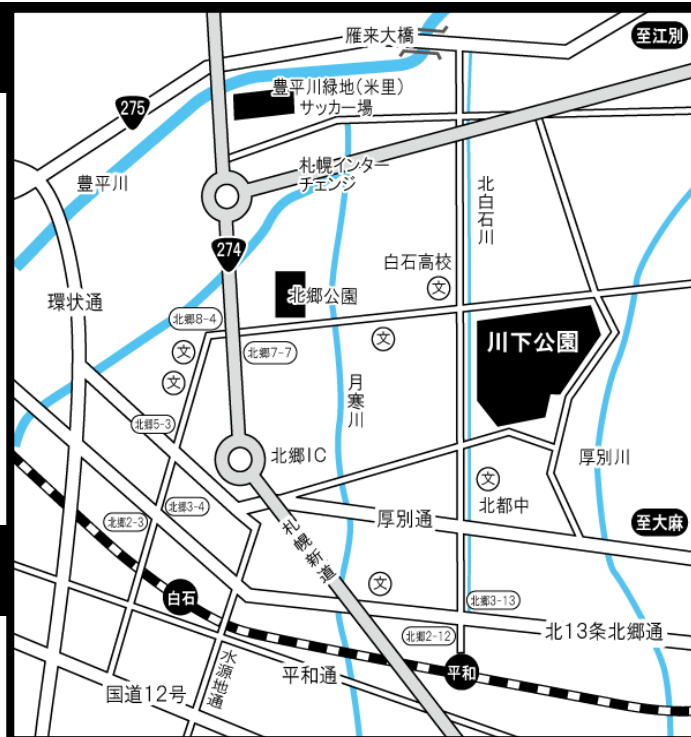 雁来大橋
至江別
豊平川緑地(米里)
サッカー場
275
札幌インター
チェンジ
豊平川
北白石川
274
白石高校
文
北郷公園
環状通
北郷8-4
川下公園
文
北郷7-7
文
文
月寒川
北郷5-3
北郷IC
厚別川
文
北都中
北郷3-4
北郷2-3
厚別通
至大麻
札幌新道
文
白石
北郷3-13
北郷2-12
北13条北郷通
水源地通
平和通
平和
国道12号